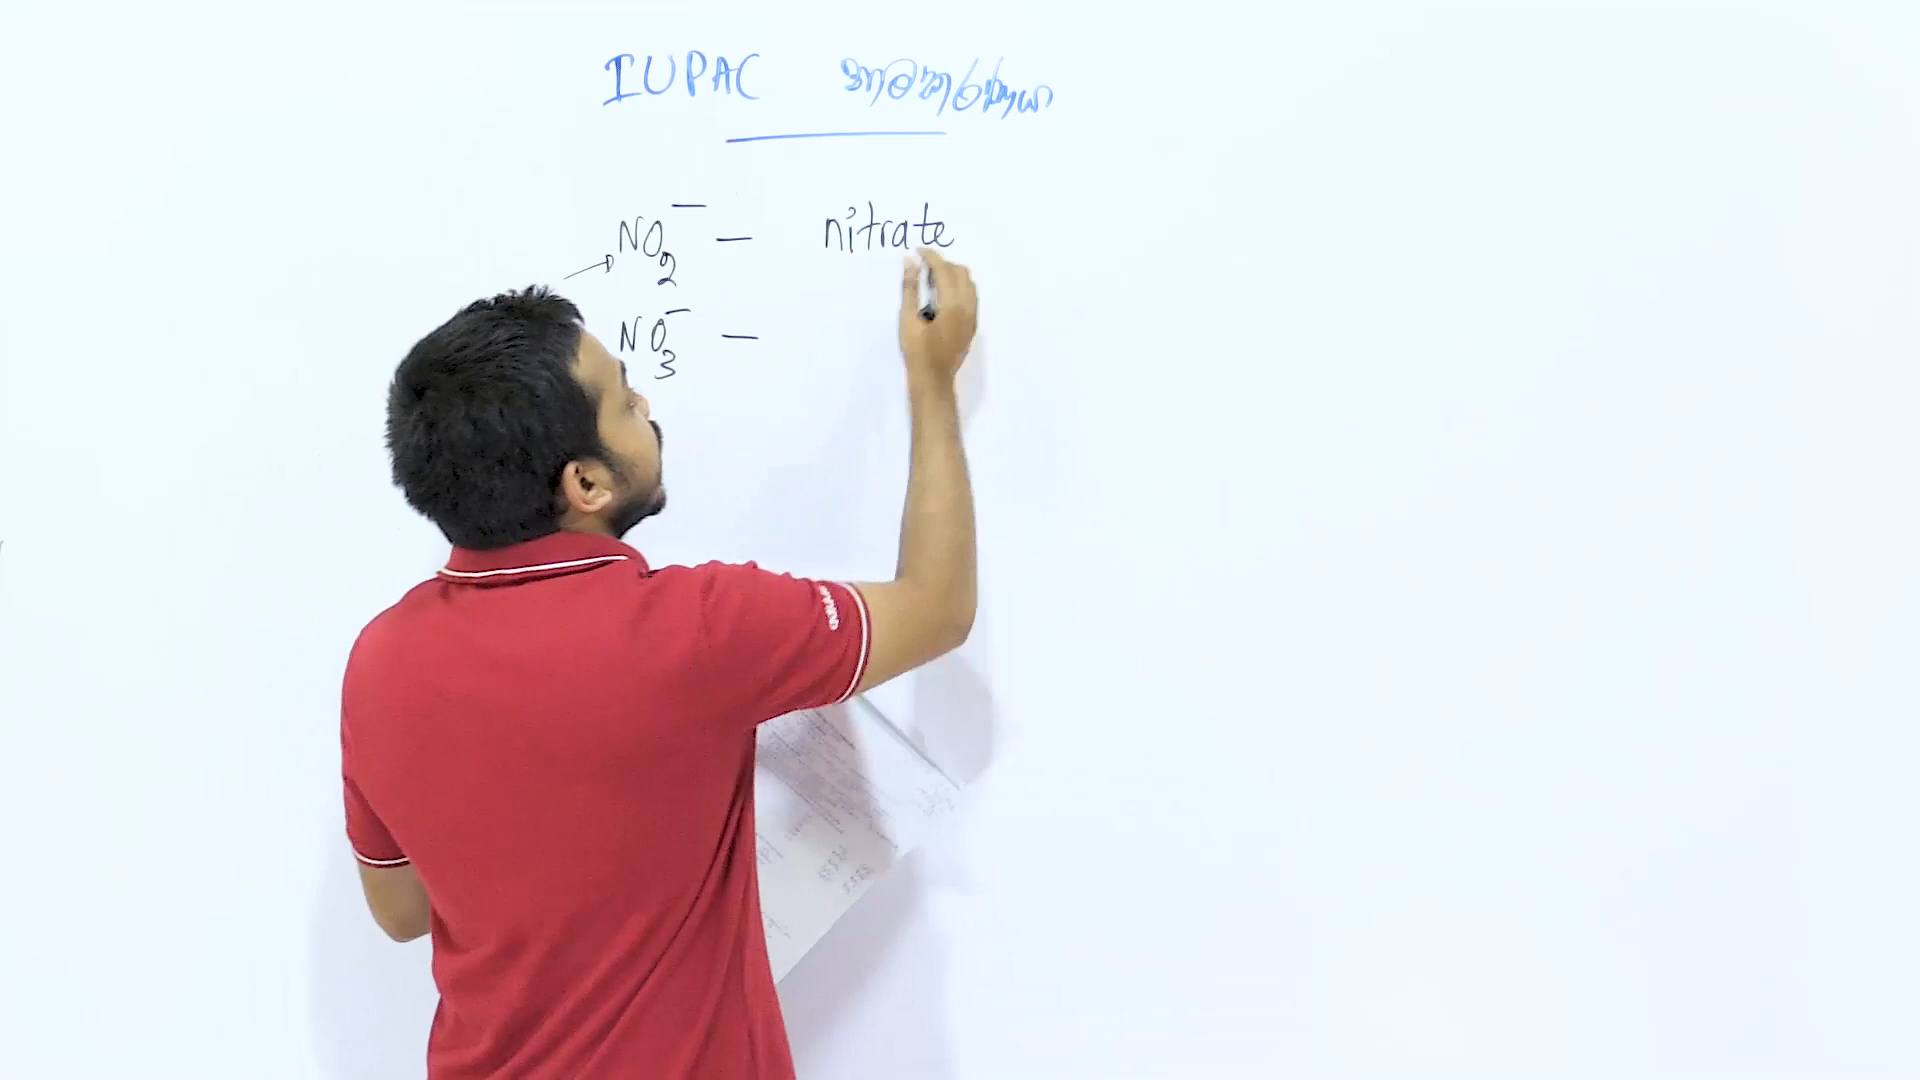 IUPAC නාමකරණය
NO₂⁻ — nitrate
NO₃⁻ —